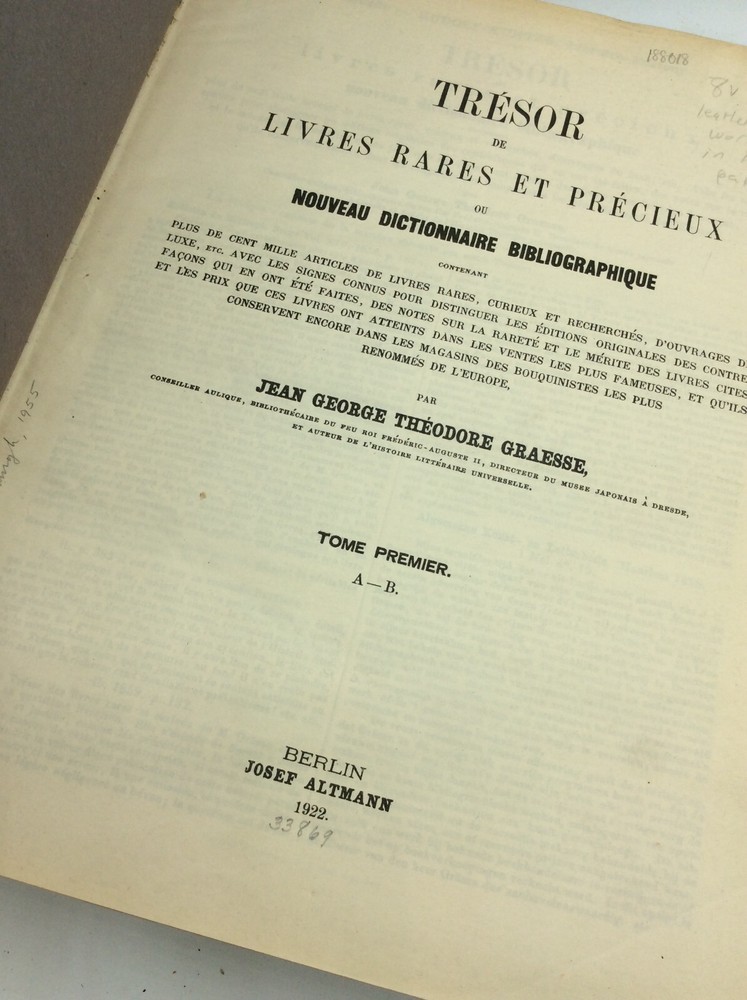 188018
8v
TRÉSOR
DE
LIVRES RARES ET PRÉCIEUX
OU
NOUVEAU DICTIONNAIRE BIBLIOGRAPHIQUE
CONTENANT
PLUS DE CENT MILLE ARTICLES DE LIVRES RARES, CURIEUX ET RECHERCHÉS, D'OUVRAGES D
LUXE, ETC. AVEC LES SIGNES CONNUS POUR DISTINGUER LES ÉDITIONS ORIGINALES DES CONTRE
FAÇONS QUI EN ONT ÉTÉ FAITES, DES NOTES SUR LA RARETÉ ET LE MÉRITE DES LIVRES CITES
ET LES PRIX QUE CES LIVRES ONT ATTEINTS DANS LES VENTES LES PLUS FAMEUSES, ET QU'ILS
CONSERVENT ENCORE DANS LES MAGASINS DES BOUQUINISTES LES PLUS
RENOMMÉS DE L'EUROPE,
PAR
JEAN GEORGE THÉODORE GRAESSE,
CONSEILLER AULIQUE, BIBLIOTHÉCAIRE DU FEU ROI FRÉDÉRIC-AUGUSTE II, DIRECTEUR DU MUSÉE JAPONAIS À DRESDE,
ET AUTEUR DE L'HISTOIRE LITTÉRAIRE UNIVERSELLE.
TOME PREMIER.
A—B.
BERLIN
JOSEF ALTMANN
1922.
33869
1955